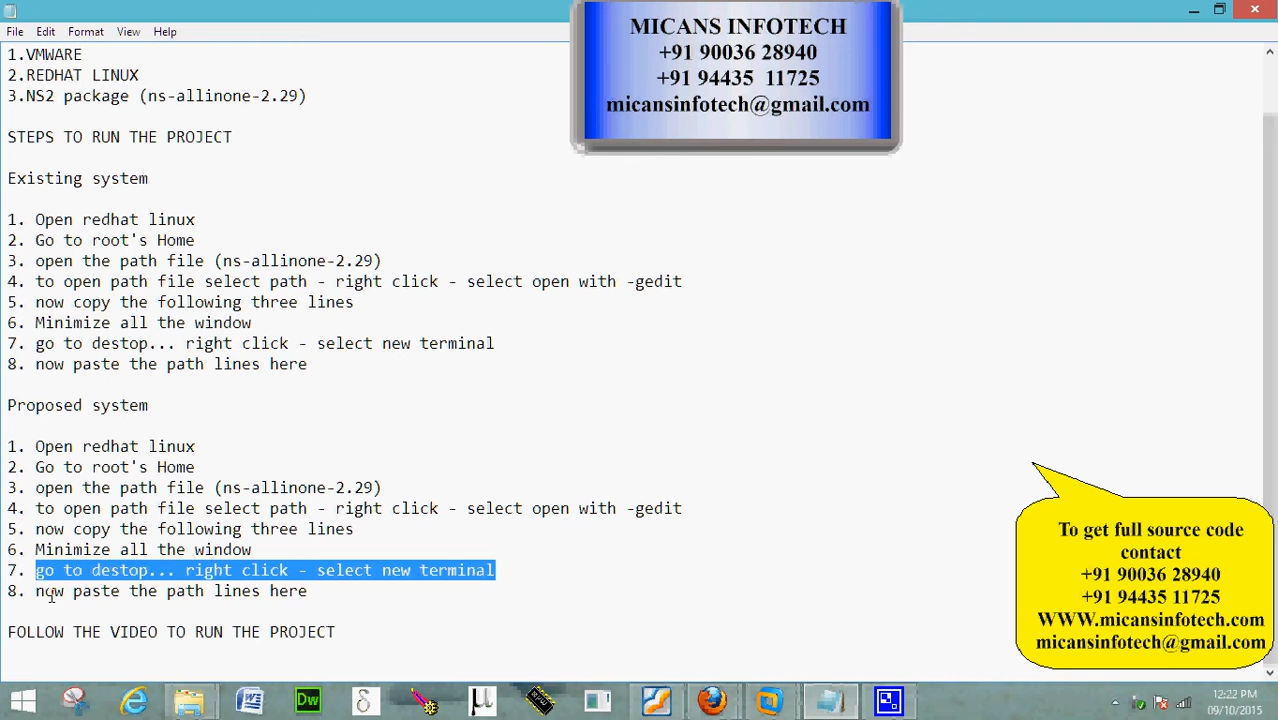 MICANS INFOTECH
+91 90036 28940
+91 94435 11725
micansinfotech@gmail.com
File Edit Format View Help
1.VMWARE
2.REDHAT LINUX
3.NS2 package (ns-allinone-2.29)
STEPS TO RUN THE PROJECT
Existing system
1. Open redhat linux
2. Go to root's Home
3. open the path file (ns-allinone-2.29)
4. to open path file select path - right click - select open with -gedit
5. now copy the following three lines
6. Minimize all the window
7. go to destop... right click - select new terminal
8. now paste the path lines here
Proposed system
1. Open redhat linux
2. Go to root's Home
3. open the path file (ns-allinone-2.29)
4. to open path file select path - right click - select open with -gedit
5. now copy the following three lines
6. Minimize all the window
7. go to destop... right click - select new terminal
8. now paste the path lines here
FOLLOW THE VIDEO TO RUN THE PROJECT
To get full source code
contact
+91 90036 28940
+91 94435 11725
WWW.micansinfotech.com
micansinfotech@gmail.com
Dw
δ
μ
12:22 PM
09/10/2015